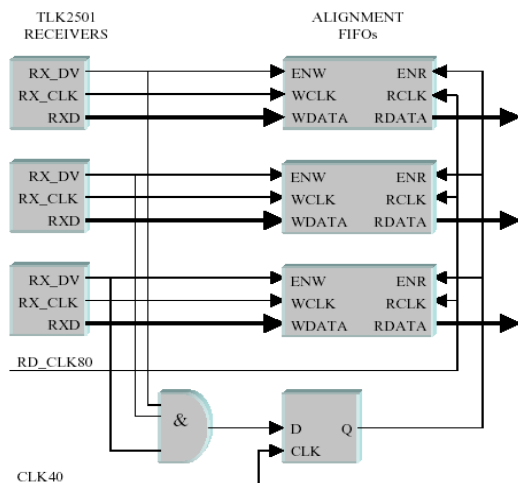 TLK2501 ALIGNMENT
RECEIVERS FIFOs
RX_DV ENW ENR
RX_CLK WCLK RCLK
RXD WDATA RDATA
RX_DV ENW ENR
RX_CLK WCLK RCLK
RXD WDATA RDATA
RX_DV ENW ENR
RX_CLK WCLK RCLK
RXD WDATA RDATA
RD_CLK80
& D Q
CLK
CLK40